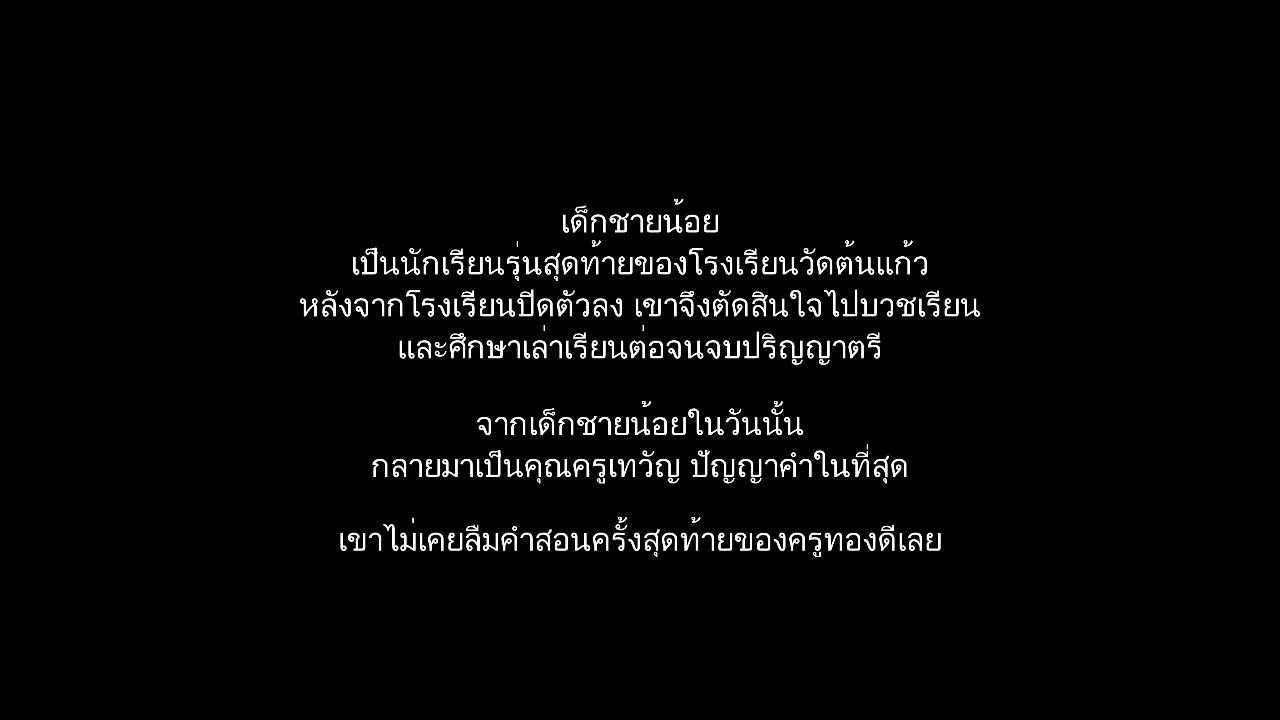 เด็กชายน้อย
เป็นนักเรียนรุ่นสุดท้ายของโรงเรียนวัดต้นแก้ว
หลังจากโรงเรียนปิดตัวลง เขาจึงตัดสินใจไปบวชเรียน
และศึกษาเล่าเรียนต่อจนจบปริญญาตรี
จากเด็กชายน้อยในวันนั้น
กลายมาเป็นคุณครูเทวัญ ปัญญาคำในที่สุด
เขาไม่เคยลืมคำสอนครั้งสุดท้ายของครูทองดีเลย